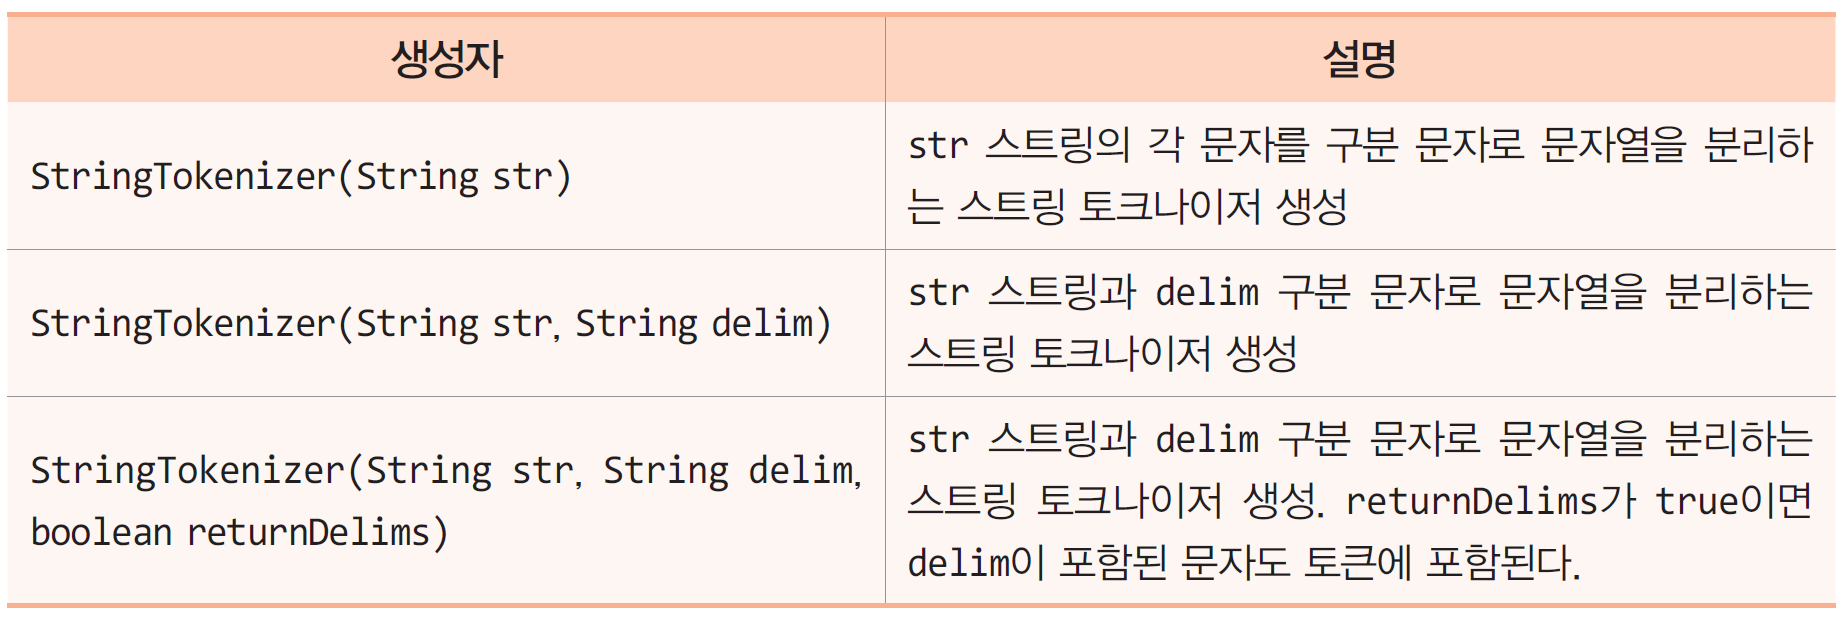 생성자
설명
StringTokenizer(String str)
str 스트링의 각 문자를 구분 문자로 문자열을 분리하
는 스트링 토크나이저 생성
StringTokenizer(String str, String delim)
str 스트링과 delim 구분 문자로 문자열을 분리하는
스트링 토크나이저 생성
StringTokenizer(String str, String delim,
boolean returnDelims)
str 스트링과 delim 구분 문자로 문자열을 분리하는
스트링 토크나이저 생성. returnDelims가 true이면
delim이 포함된 문자도 토큰에 포함된다.